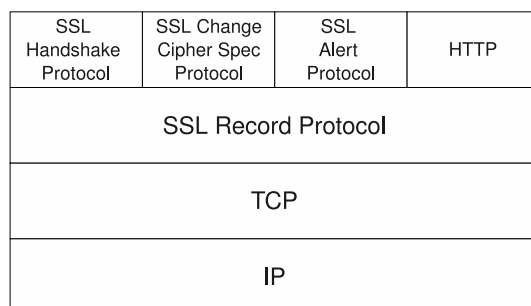 SSL
Handshake
Protocol
SSL Change
Cipher Spec
Protocol
SSL
Alert
Protocol
HTTP
SSL Record Protocol
TCP
IP